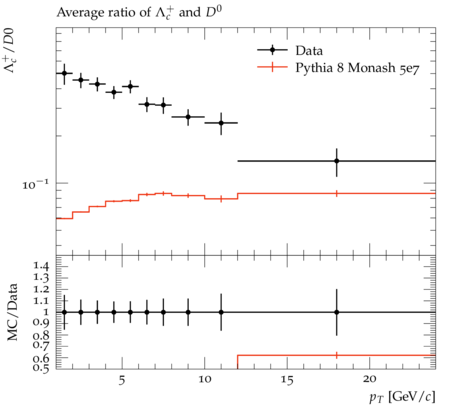 Average ratio of Λc+ and D0
Λc+/D0
Data
Pythia 8 Monash 5e7
10−1
MC/Data
1.4
1.3
1.2
1.1
1
0.9
0.8
0.7
0.6
0.5
5 10 15 20
pT [GeV/c]